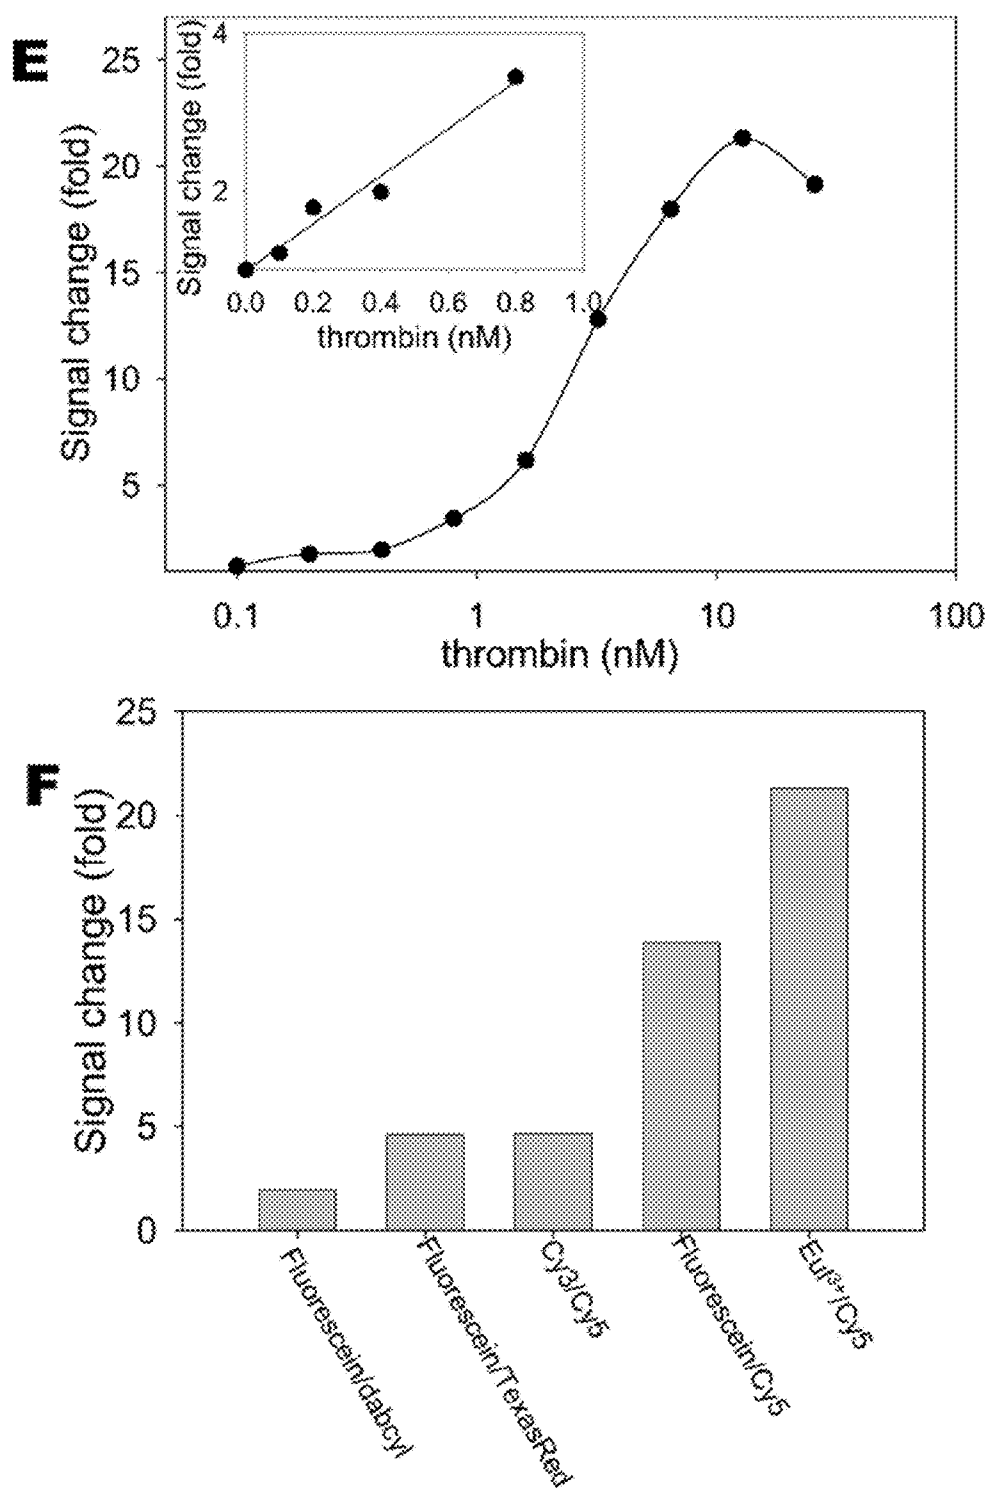 E
Signal change (fold)
25
20
15
10
5
Signal change (fold)
4
2
0.0 0.2 0.4 0.6 0.8 1.0
thrombin (nM)
0.1 1 10 100
thrombin (nM)
F
Signal change (fold)
25
20
15
10
5
0
Fluorescein/dabcyl
Fluorescein/TexasRed
Cy3/Cy5
Fluorescein/Cy5
Eu³⁺/Cy5